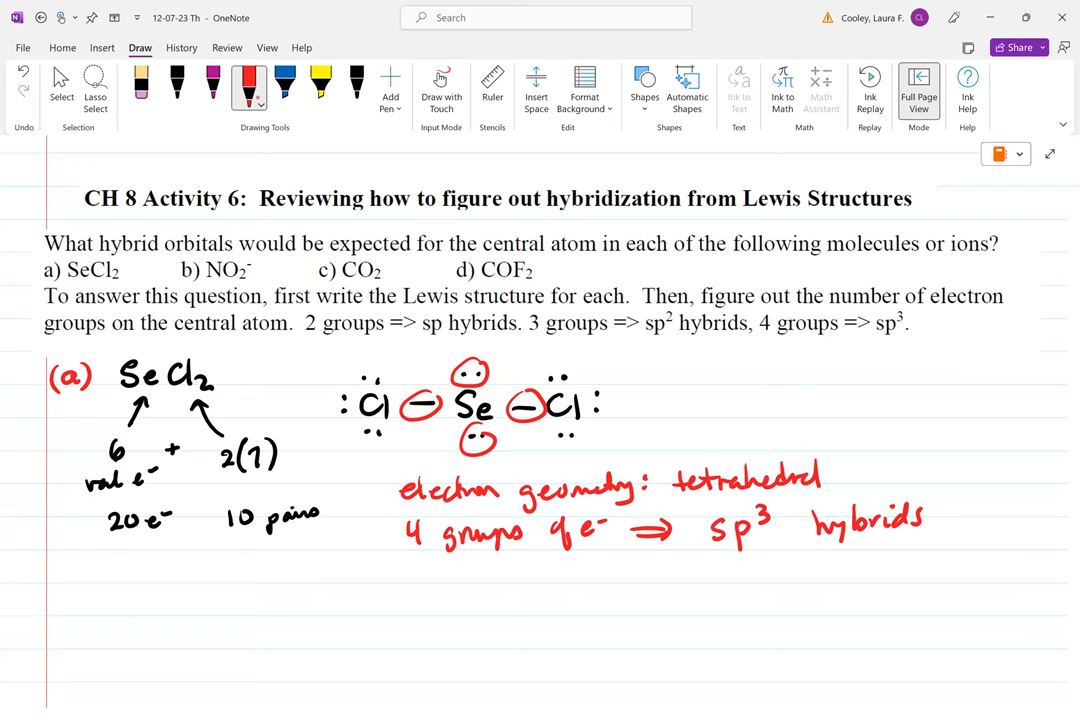 12-07-23 Th - OneNote
Search
Cooley, Laura F.
CL
File Home Insert Draw History Review View Help
Share
Undo
Select
Lasso Select
Selection
Drawing Tools
Add Pen
Draw with Touch
Input Mode
Ruler
Stencils
Insert Space
Format Background
Edit
Shapes
Automatic Shapes
Shapes
Ink to Text
Text
Ink to Math
Math Assistant
Math
Ink Replay
Replay
Full Page View
Mode
Ink Help
Help
CH 8 Activity 6: Reviewing how to figure out hybridization from Lewis Structures
What hybrid orbitals would be expected for the central atom in each of the following molecules or ions?
a) SeCl₂ b) NO₂⁻ c) CO₂ d) COF₂
To answer this question, first write the Lewis structure for each. Then, figure out the number of electron
groups on the central atom. 2 groups => sp hybrids. 3 groups => sp² hybrids, 4 groups => sp³.
(a) SeCl₂
:Cl — Se — Cl:
6 + 2(7)
val e⁻
20 e⁻ 10 pairs
electron geometry: tetrahedral
4 groups of e⁻ ⇒ sp³ hybrids